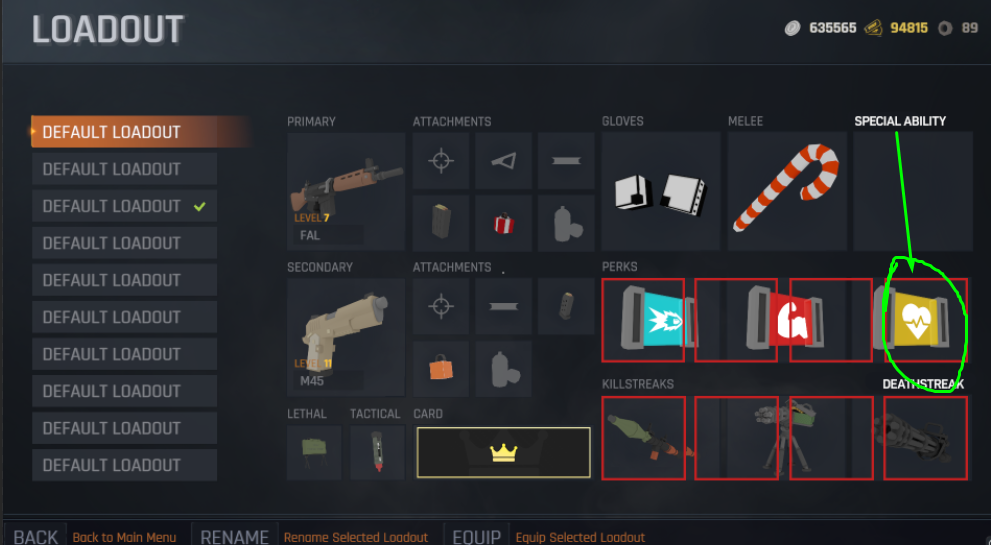 LOADOUT
635565 94815 89
DEFAULT LOADOUT
DEFAULT LOADOUT
DEFAULT LOADOUT
DEFAULT LOADOUT
DEFAULT LOADOUT
DEFAULT LOADOUT
DEFAULT LOADOUT
DEFAULT LOADOUT
DEFAULT LOADOUT
DEFAULT LOADOUT
PRIMARY ATTACHMENTS GLOVES MELEE SPECIAL ABILITY
LEVEL 7
FAL
SECONDARY ATTACHMENTS PERKS
LEVEL 11
M45
KILLSTREAKS DEATHSTREAK
LETHAL TACTICAL CARD
BACK Back to Main Menu RENAME Rename Selected Loadout EQUIP Equip Selected Loadout